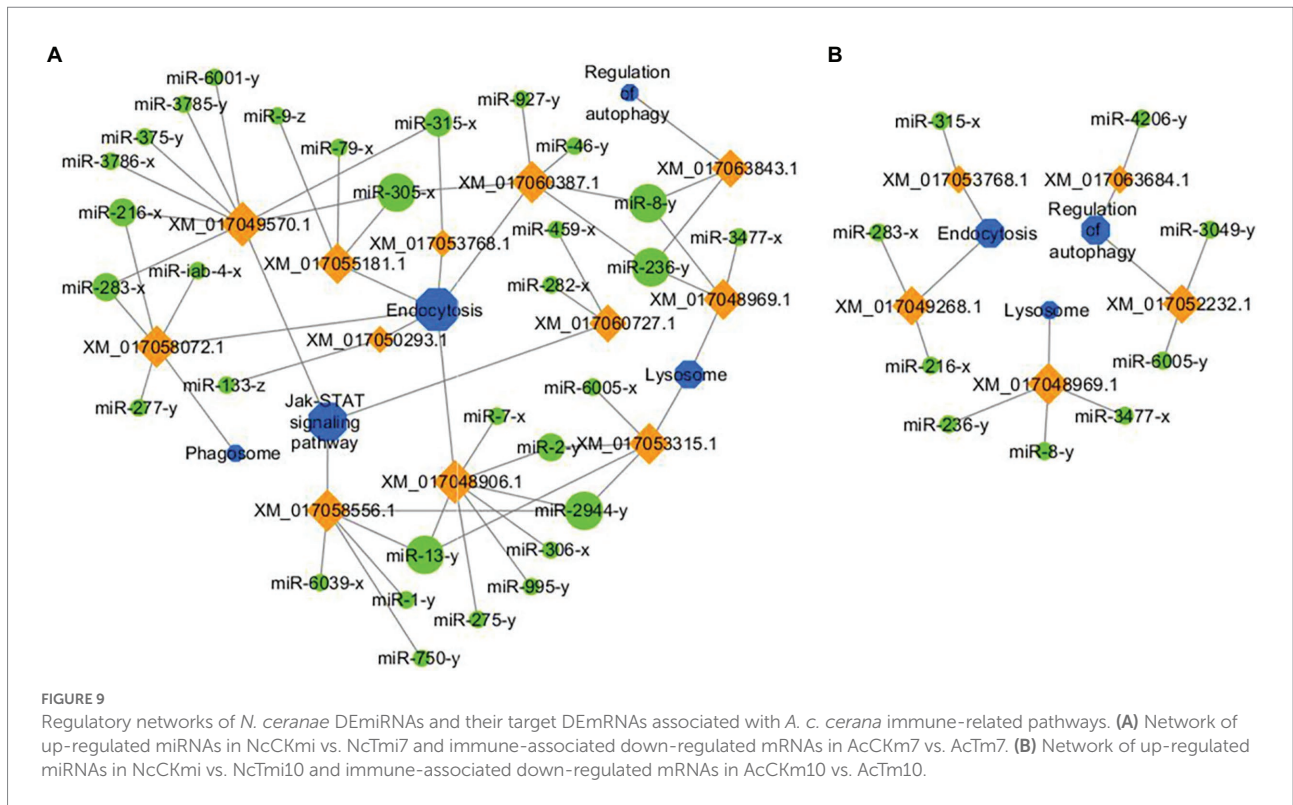 A
B
miR-6001-y
miR-3785-y
miR-9-z
miR-375-y
miR-3786-x
miR-79-x
miR-315-x
miR-927-y
Regulation
of
autophagy
miR-46-y
XM_017063843.1
XM_017060387.1
miR-305-x
miR-8-y
miR-216-x
XM_017049570.1
miR-459-x
miR-3477-x
XM_017053768.1
XM_017055181.1
miR-iab-4-x
miR-236-y
miR-283-x
miR-282-x
XM_017048969.1
Endocytosis
XM_017060727.1
XM_017058072.1
XM_017050293.1
miR-133-z
Lysosome
miR-6005-x
miR-277-y
Jak-STAT
signaling
pathway
miR-7-x
Phagosome
miR-2-y
XM_017053315.1
XM_017048906.1
XM_017058556.1
miR-2944-y
miR-13-y
miR-306-x
miR-6039-x
miR-995-y
miR-1-y
miR-275-y
miR-750-y
miR-315-x
miR-4206-y
XM_017053768.1
XM_017063684.1
miR-283-x
Endocytosis
Regulation
of
autophagy
miR-3049-y
XM_017049268.1
Lysosome
XM_017052232.1
miR-216-x
miR-6005-y
XM_017048969.1
miR-236-y
miR-3477-x
miR-8-y
FIGURE 9
Regulatory networks of N. ceranae DEmiRNAs and their target DEmRNAs associated with A. c. cerana immune-related pathways. (A) Network of
up-regulated miRNAs in NcCKmi vs. NcTmi7 and immune-associated down-regulated mRNAs in AcCKm7 vs. AcTm7. (B) Network of up-regulated
miRNAs in NcCKmi vs. NcTmi10 and immune-associated down-regulated mRNAs in AcCKm10 vs. AcTm10.